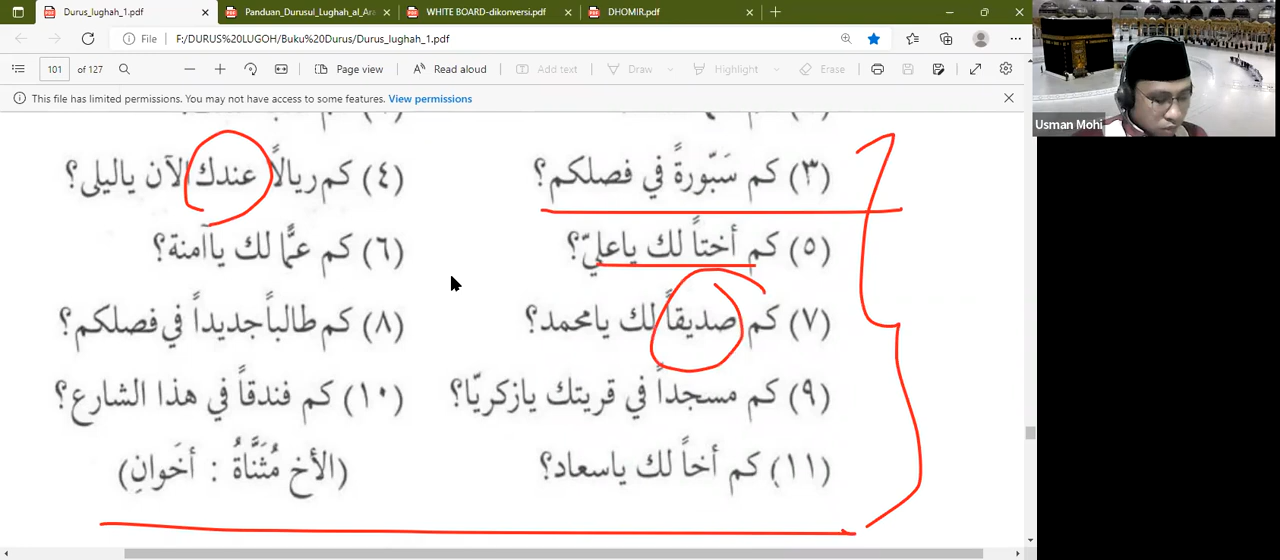 Durus_lughah_1.pdf
Panduan_Durusul_Lughah_al_Ara
WHITE BOARD-dikonversi.pdf
DHOMIR.pdf
File
F:/DURUS%20LUGOH/Buku%20Durus/Durus_lughah_1.pdf
101 of 127
Page view
Read aloud
Add text
Draw
Highlight
Erase
This file has limited permissions. You may not have access to some features. View permissions
Usman Mohi
(٣) كم سَبّورةً في فصلكم؟
(٤) كم ريالاً عندك الآن ياليلى؟
(٥) كم أختاً لك ياعليّ؟
(٦) كم عمًّا لك ياآمنة؟
(٧) كم صديقاً لك يامحمد؟
(٨) كم طالباً جديداً في فصلكم؟
(٩) كم مسجداً في قريتك يازكريّا؟
(١٠) كم فندقاً في هذا الشارع؟
(١١) كم أخاً لك ياسعاد؟
(الأخ مُثَنَّاهُ : أخَوانِ)